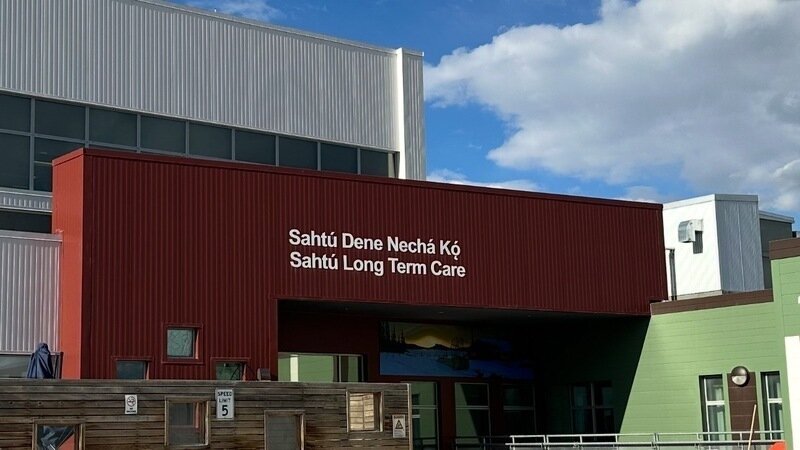 Sahtú Dene Nechá Kǫ́
Sahtú Long Term Care
SPEED
LIMIT
5